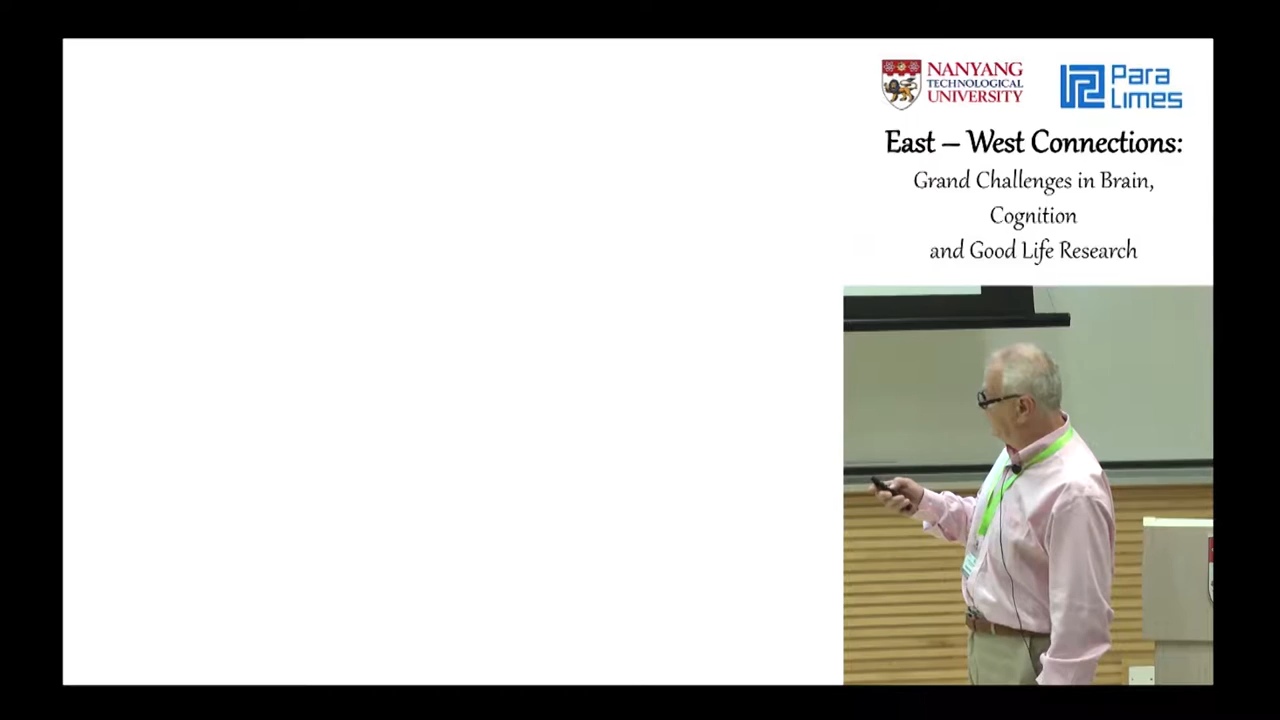 NANYANG
TECHNOLOGICAL
UNIVERSITY
Para
Limes
East – West Connections:
Grand Challenges in Brain,
Cognition
and Good Life Research